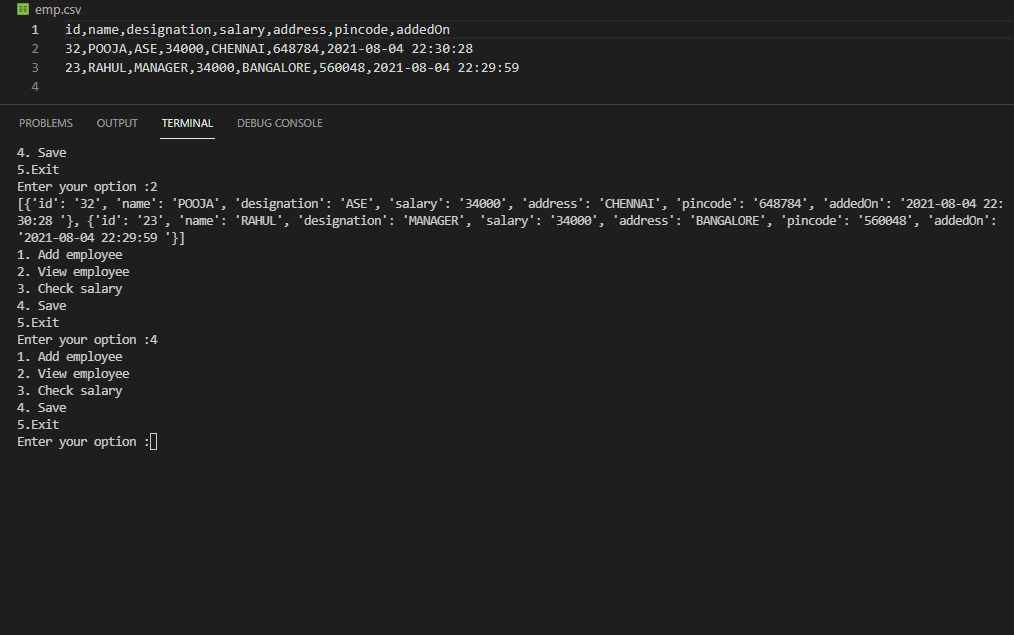 emp.csv
1 id,name,designation,salary,address,pincode,addedOn
2 32,POOJA,ASE,34000,CHENNAI,648784,2021-08-04 22:30:28
3 23,RAHUL,MANAGER,34000,BANGALORE,560048,2021-08-04 22:29:59
4
PROBLEMS OUTPUT TERMINAL DEBUG CONSOLE
4. Save
5.Exit
Enter your option :2
[{'id': '32', 'name': 'POOJA', 'designation': 'ASE', 'salary': '34000', 'address': 'CHENNAI', 'pincode': '648784', 'addedOn': '2021-08-04 22:
30:28 '}, {'id': '23', 'name': 'RAHUL', 'designation': 'MANAGER', 'salary': '34000', 'address': 'BANGALORE', 'pincode': '560048', 'addedOn':
'2021-08-04 22:29:59 '}]
1. Add employee
2. View employee
3. Check salary
4. Save
5.Exit
Enter your option :4
1. Add employee
2. View employee
3. Check salary
4. Save
5.Exit
Enter your option :